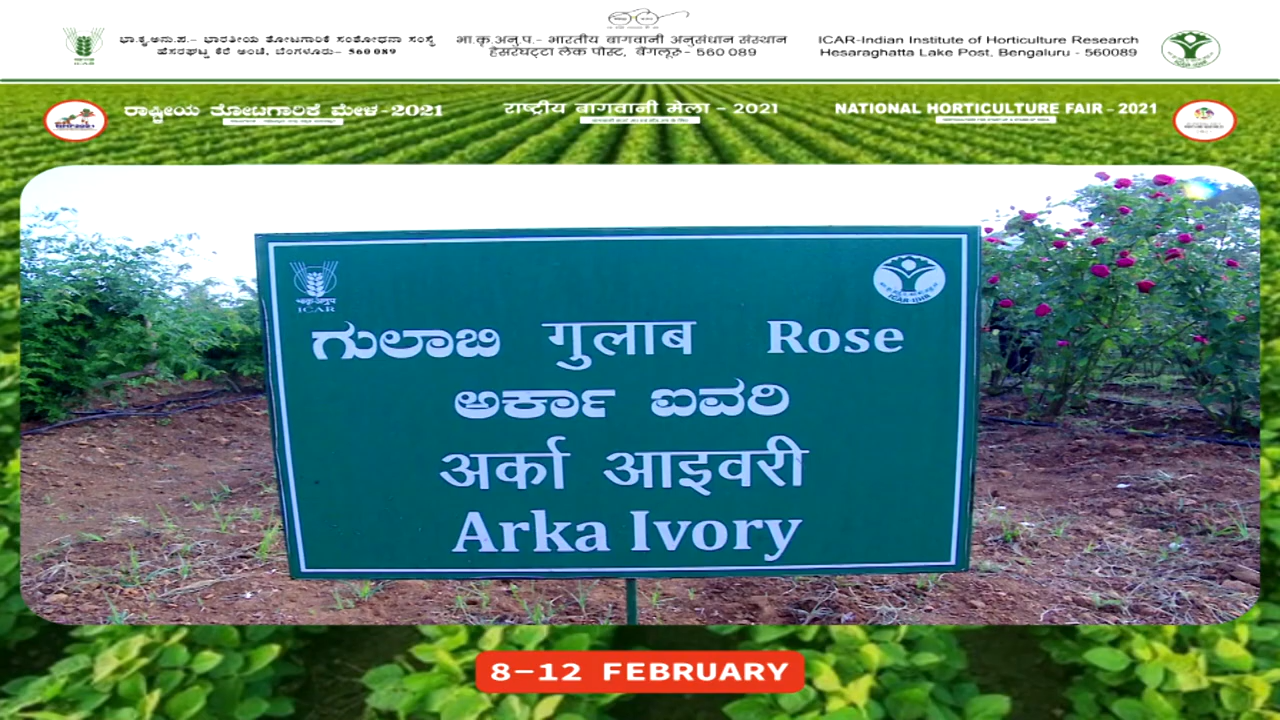 ಭಾ.ಕೃ.ಅನು.ಪ.- ಭಾರತೀಯ ತೋಟಗಾರಿಕೆ ಸಂಶೋಧನಾ ಸಂಸ್ಥೆ
ಹೆಸರಘಟ್ಟ ಕೆರೆ ಅಂಚೆ, ಬೆಂಗಳೂರು- 560 089
भा.कृ.अनु.प.- भारतीय बागवानी अनुसंधान संस्थान
हेसरघट्टा लेक पोस्ट, बेंगलूरू- 560 089
ICAR-Indian Institute of Horticulture Research
Hesaraghatta Lake Post, Bengaluru - 560089
ರಾಷ್ಟ್ರೀಯ ತೋಟಗಾರಿಕೆ ಮೇಳ -2021
राष्ट्रीय बागवानी मेला - 2021
NATIONAL HORTICULTURE FAIR - 2021
ICAR
ICAR-IIHR
ಗುಲಾಬಿ गुलाब Rose
ಅರ್ಕಾ ಐವರಿ
अर्का आइवरी
Arka Ivory
8-12 FEBRUARY